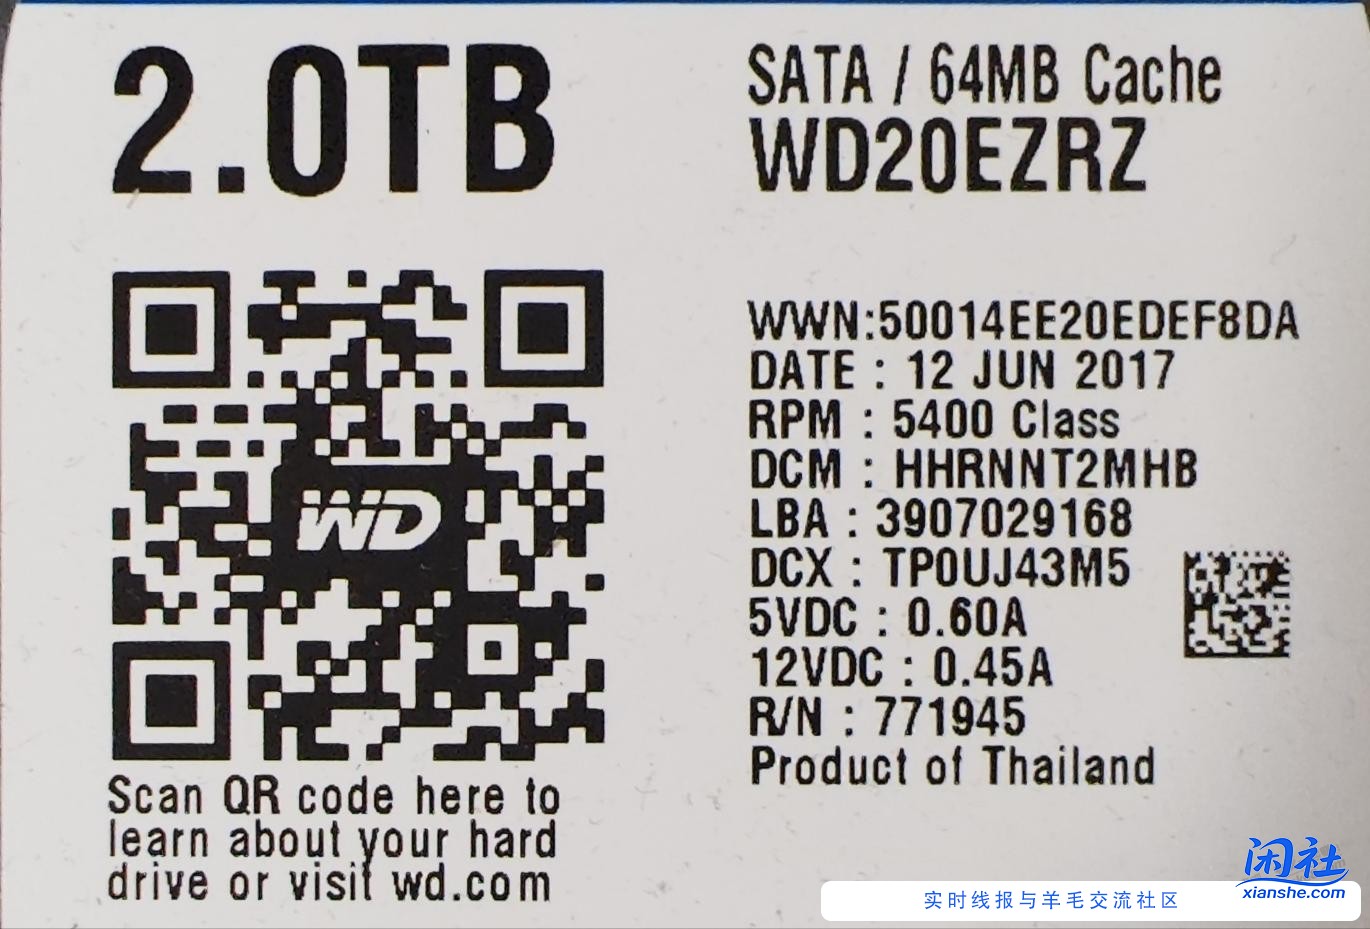 2.0TB
SATA / 64MB Cache
WD20EZRZ
WD
WWN:50014EE20EDEF8DA
DATE : 12 JUN 2017
RPM : 5400 Class
DCM : HHRNNT2MHB
LBA : 3907029168
DCX : TP0UJ43M5
5VDC : 0.60A
12VDC : 0.45A
R/N : 771945
Product of Thailand
Scan QR code here to
learn about your hard
drive or visit wd.com
闲社
xianshe.com
实时线报与羊毛交流社区